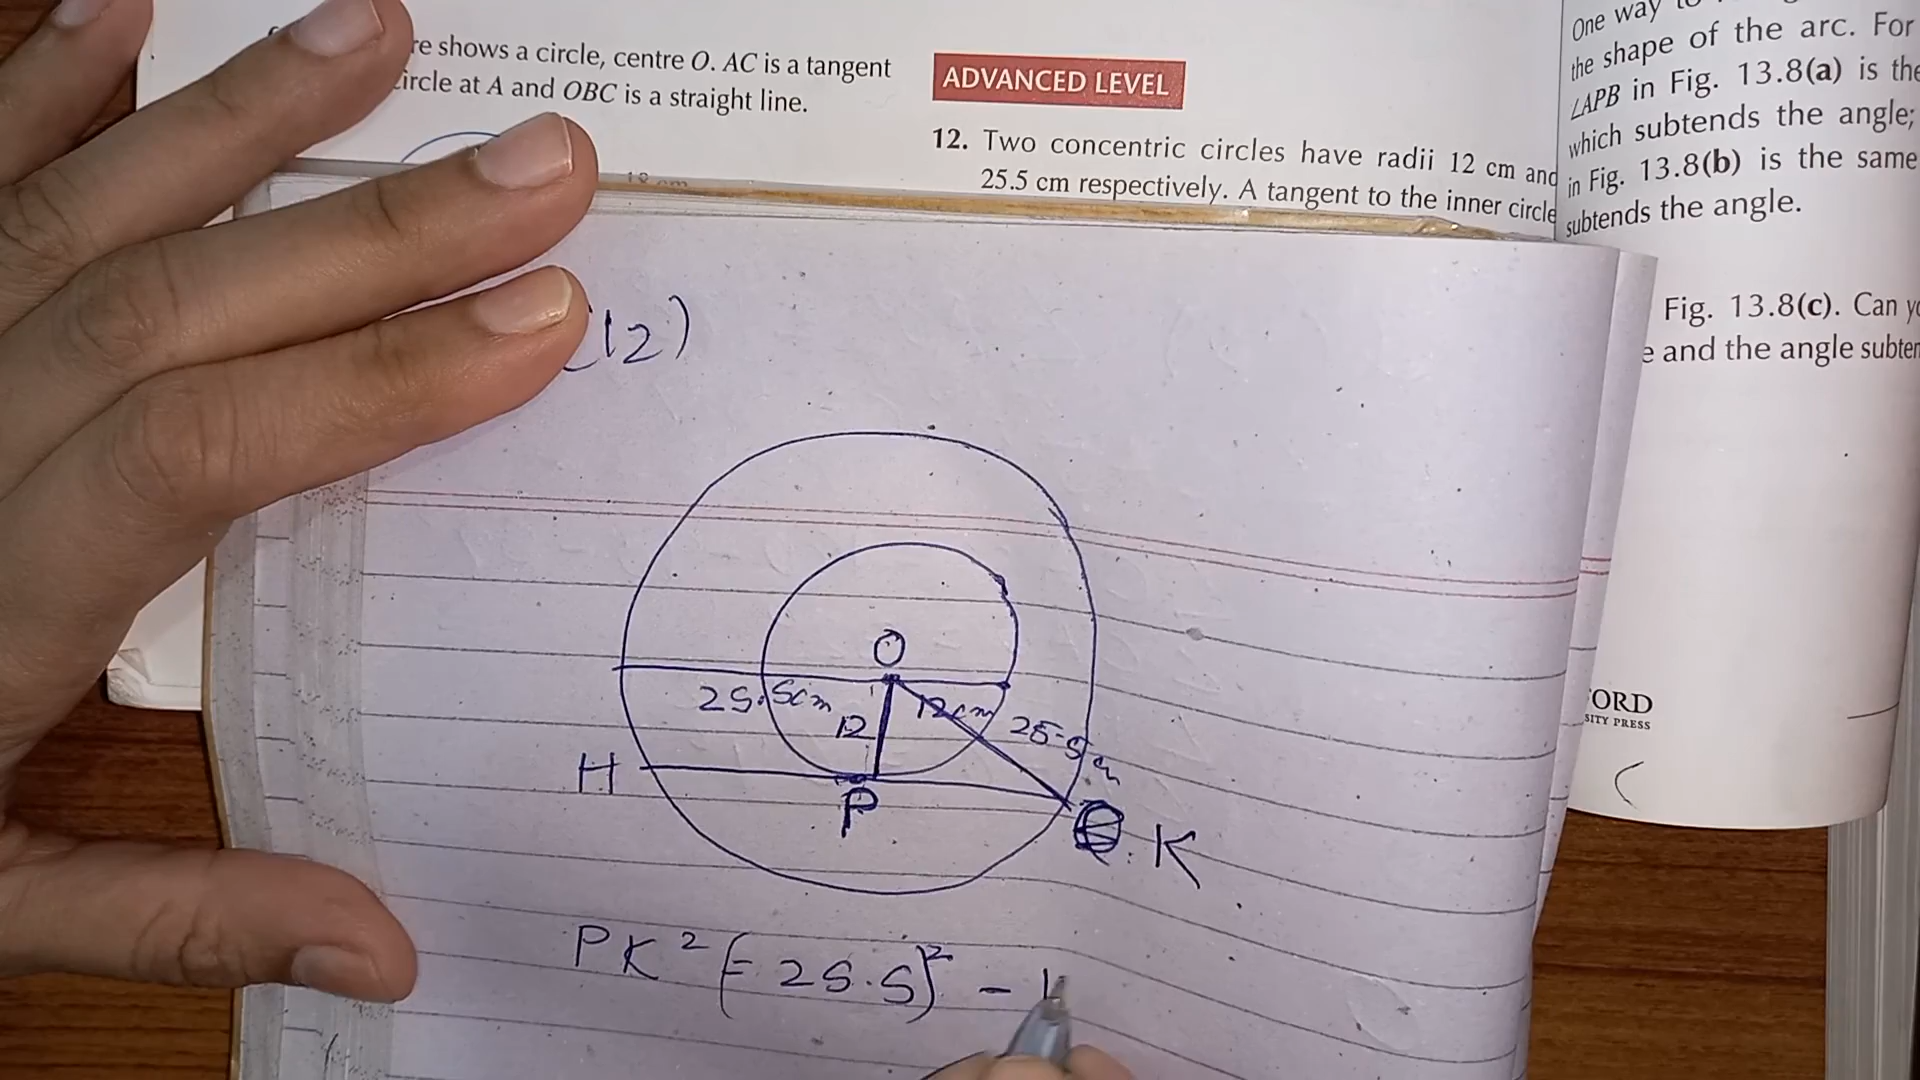 re shows a circle, centre O. AC is a tangent
circle at A and OBC is a straight line.
ADVANCED LEVEL
12. Two concentric circles have radii 12 cm and
25.5 cm respectively. A tangent to the inner circle
One way to
the shape of the arc. For
∠APB in Fig. 13.8(a) is the
which subtends the angle;
in Fig. 13.8(b) is the same
subtends the angle.
Fig. 13.8(c). Can yo
e and the angle subten
ORD
SITY PRESS
(12)
O
25.5cm
12
12cm
25.5cm
H
P
K
PK² (= 25.5)² - 1